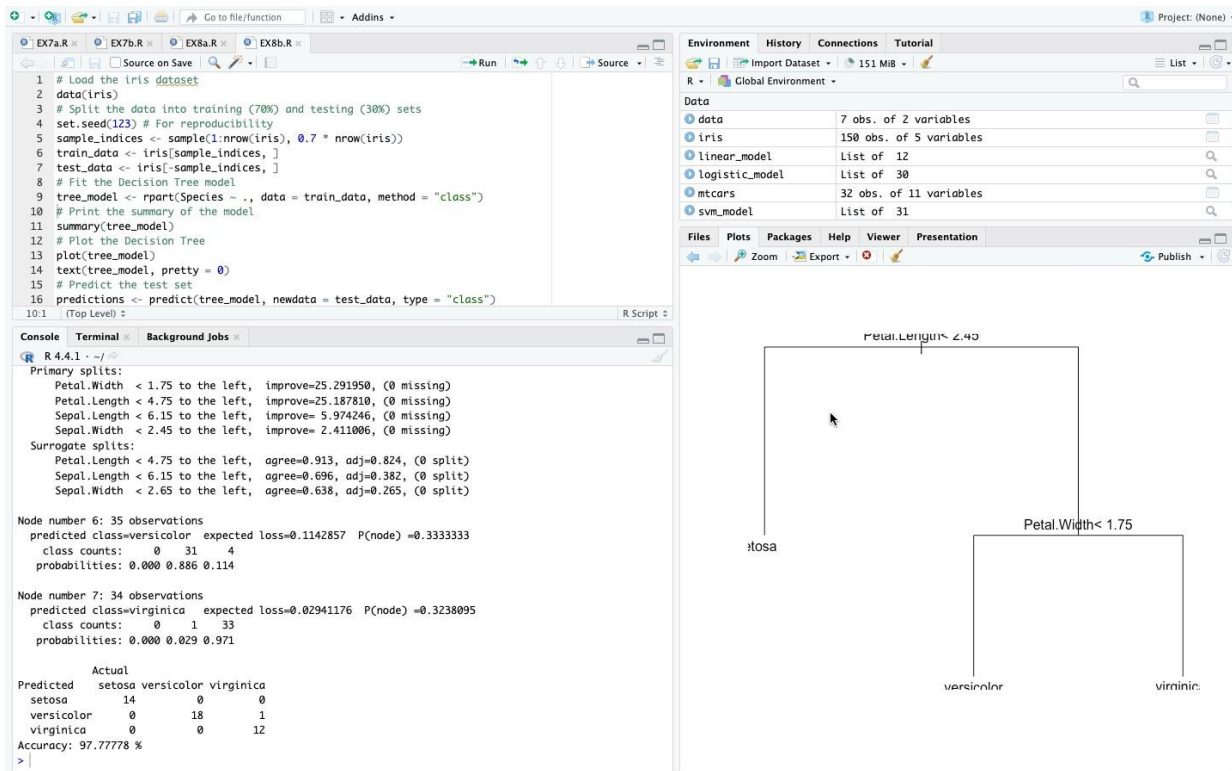 Go to file/function
Addins
Project: (None)
EX7a.R
EX7b.R
EX8a.R
EX8b.R
Source on Save
Run
Source
1 # Load the iris dataset
2 data(iris)
3 # Split the data into training (70%) and testing (30%) sets
4 set.seed(123) # For reproducibility
5 sample_indices <- sample(1:nrow(iris), 0.7 * nrow(iris))
6 train_data <- iris[sample_indices, ]
7 test_data <- iris[-sample_indices, ]
8 # Fit the Decision Tree model
9 tree_model <- rpart(Species ~ ., data = train_data, method = "class")
10 # Print the summary of the model
11 summary(tree_model)
12 # Plot the Decision Tree
13 plot(tree_model)
14 text(tree_model, pretty = 0)
15 # Predict the test set
16 predictions <- predict(tree_model, newdata = test_data, type = "class")
10:1 (Top Level)
R Script
Console Terminal Background Jobs
R 4.4.1 · ~/
Primary splits:
Petal.Width < 1.75 to the left, improve=25.291950, (0 missing)
Petal.Length < 4.75 to the left, improve=25.187810, (0 missing)
Sepal.Length < 6.15 to the left, improve= 5.974246, (0 missing)
Sepal.Width < 2.45 to the left, improve= 2.411006, (0 missing)
Surrogate splits:
Petal.Length < 4.75 to the left, agree=0.913, adj=0.824, (0 split)
Sepal.Length < 6.15 to the left, agree=0.696, adj=0.382, (0 split)
Sepal.Width < 2.65 to the left, agree=0.638, adj=0.265, (0 split)
Node number 6: 35 observations
predicted class=versicolor expected loss=0.1142857 P(node) =0.3333333
class counts: 0 31 4
probabilities: 0.000 0.886 0.114
Node number 7: 34 observations
predicted class=virginica expected loss=0.02941176 P(node) =0.3238095
class counts: 0 1 33
probabilities: 0.000 0.029 0.971
Actual
Predicted setosa versicolor virginica
setosa 14 0 0
versicolor 0 18 1
virginica 0 0 12
Accuracy: 97.77778 %
>
Environment History Connections Tutorial
Import Dataset
151 MiB
List
R
Global Environment
Data
data 7 obs. of 2 variables
iris 150 obs. of 5 variables
linear_model List of 12
logistic_model List of 30
mtcars 32 obs. of 11 variables
svm_model List of 31
Files Plots Packages Help Viewer Presentation
Zoom
Export
Publish
Petal.Length< 2.45
Petal.Width< 1.75
etosa
versicolor
virginic